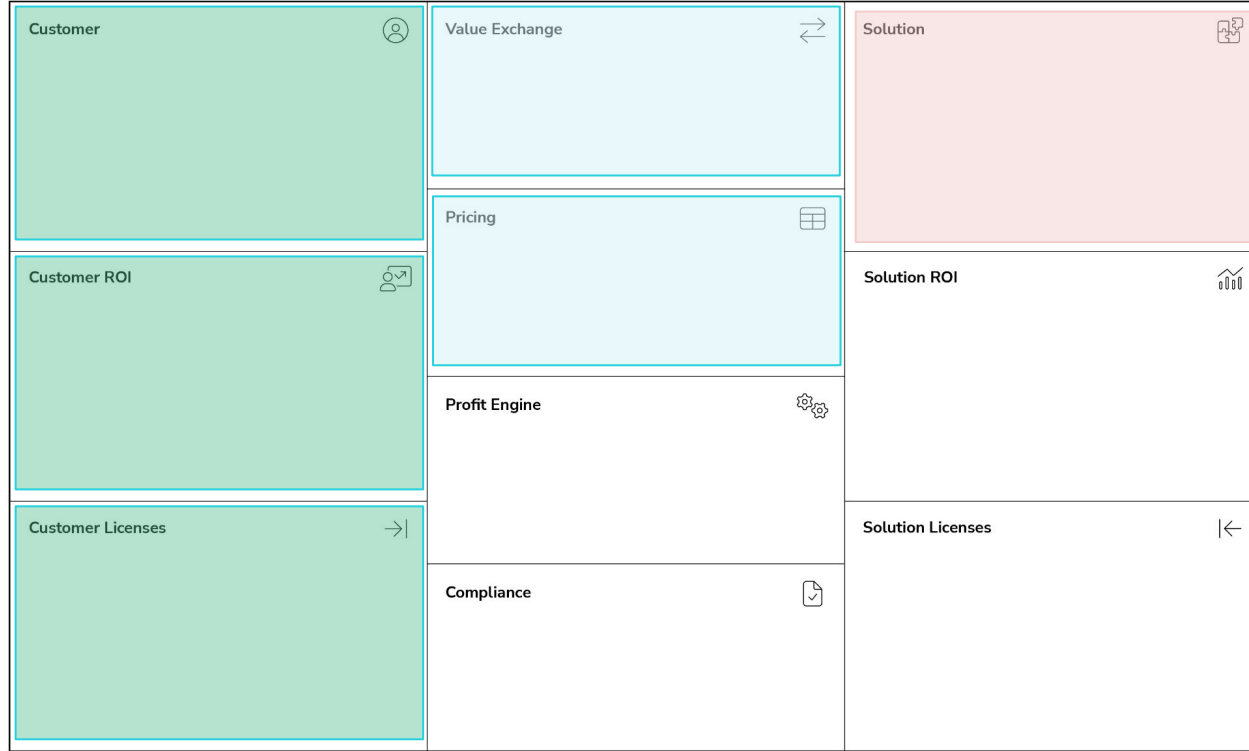 Customer
Value Exchange
Solution
Pricing
Customer ROI
Solution ROI
Profit Engine
Customer Licenses
Solution Licenses
Compliance